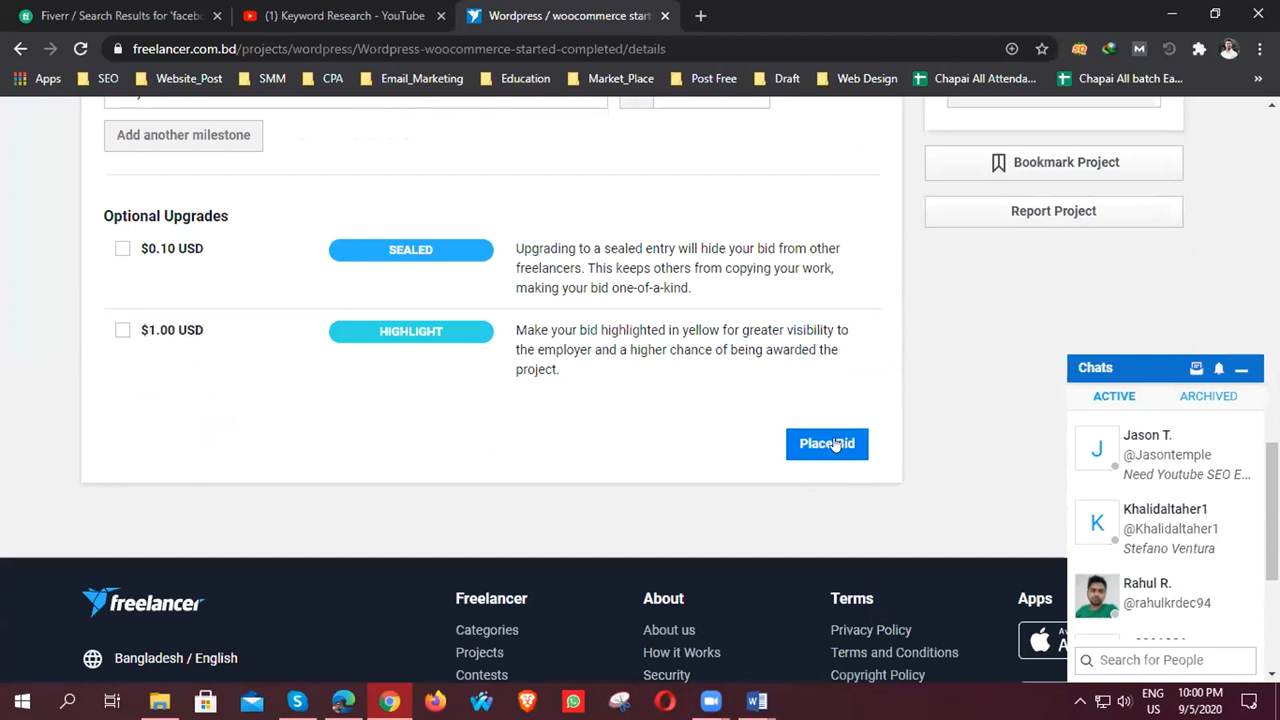 Fiverr / Search Results for 'facebo
(1) Keyword Research - YouTube
Wordpress / woocommerce start
freelancer.com.bd/projects/wordpress/Wordpress-woocommerce-started-completed/details
Apps
SEO
Website_Post
SMM
CPA
Email_Marketing
Education
Market_Place
Post Free
Draft
Web Design
Chapai All Attenda...
Chapai All batch Ea...
Add another milestone
Bookmark Project
Report Project
Optional Upgrades
$0.10 USD
SEALED
Upgrading to a sealed entry will hide your bid from other
freelancers. This keeps others from copying your work,
making your bid one-of-a-kind.
$1.00 USD
HIGHLIGHT
Make your bid highlighted in yellow for greater visibility to
the employer and a higher chance of being awarded the
project.
Place Bid
Chats
ACTIVE
ARCHIVED
Jason T.
@Jasontemple
Need Youtube SEO E...
Khalidaltaher1
@Khalidaltaher1
Stefano Ventura
Rahul R.
@rahulkrdec94
Search for People
freelancer
Bangladesh / English
Freelancer
Categories
Projects
Contests
About
About us
How it Works
Security
Terms
Privacy Policy
Terms and Conditions
Copyright Policy
Apps
ENG
US
10:00 PM
9/5/2020